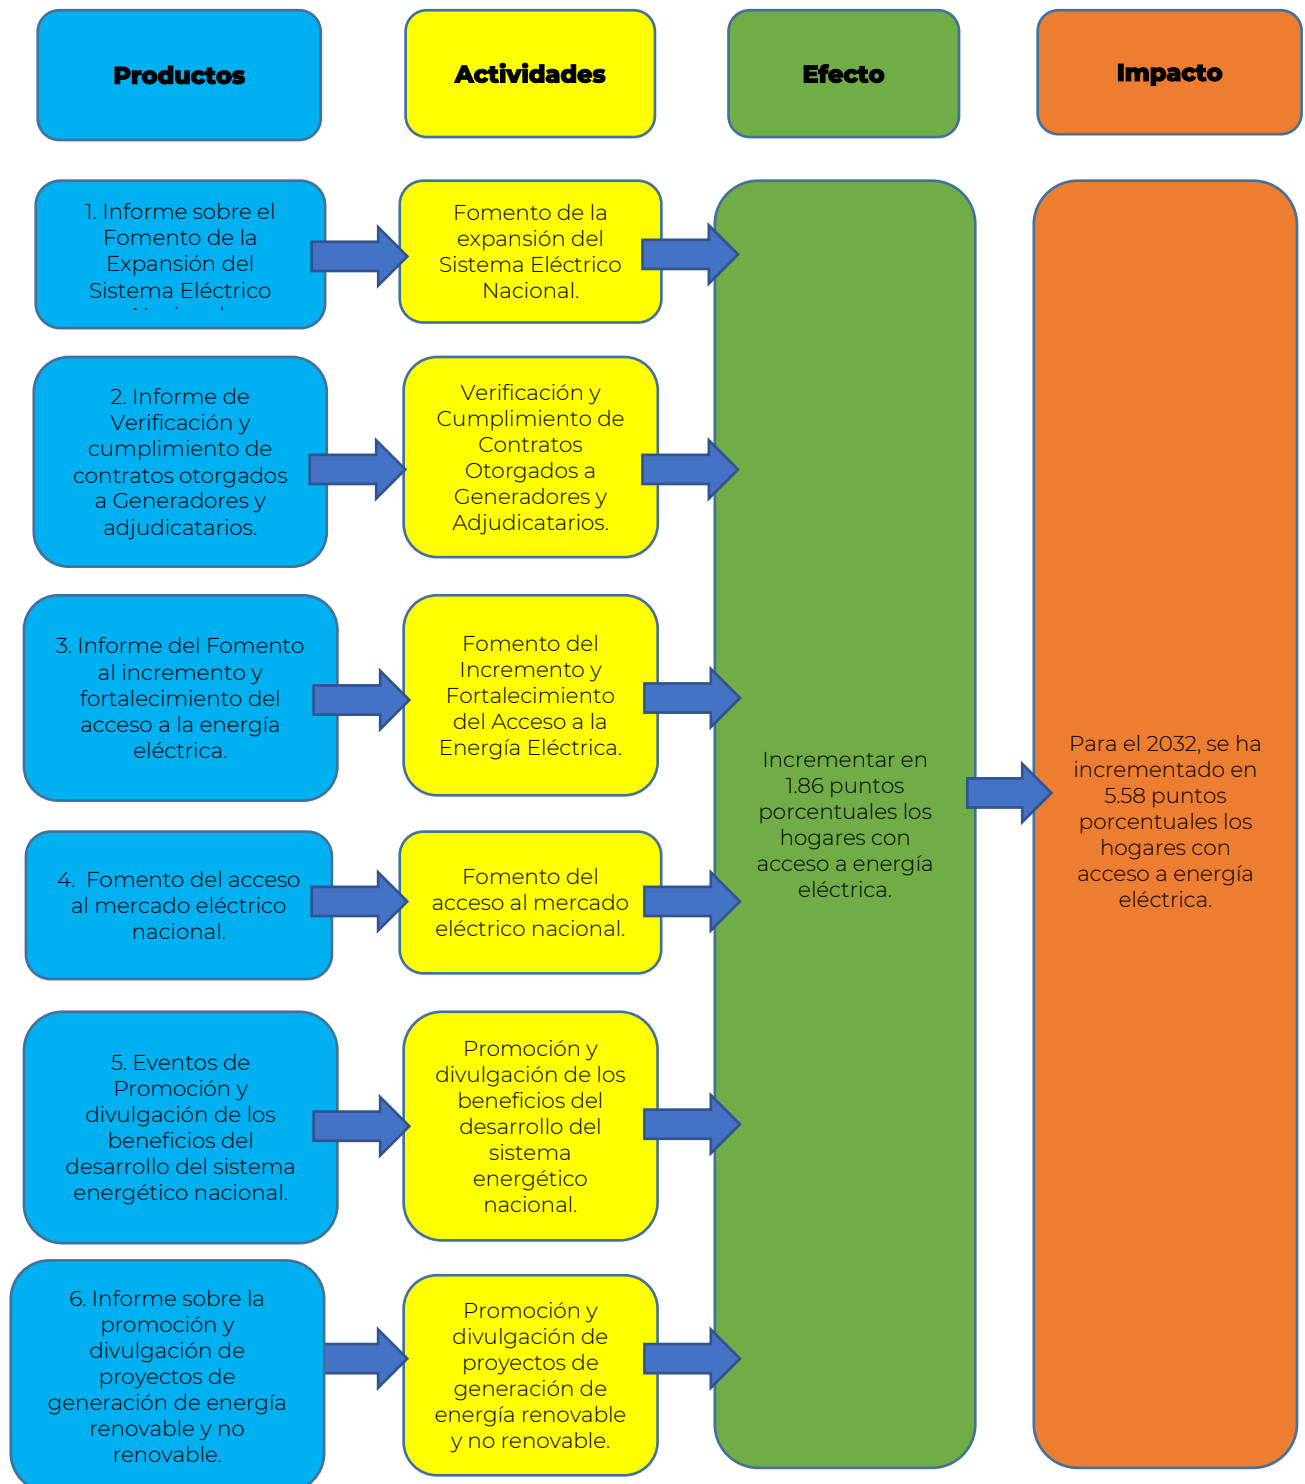 Productos
Actividades
Efecto
Impacto
1. Informe sobre el
Fomento de la
Expansión del
Sistema Eléctrico
Fomento de la
expansión del
Sistema Eléctrico
Nacional.
2. Informe de
Verificación y
cumplimiento de
contratos otorgados
a Generadores y
adjudicatarios.
Verificación y
Cumplimiento de
Contratos
Otorgados a
Generadores y
Adjudicatarios.
3. Informe del Fomento
al incremento y
fortalecimiento del
acceso a la energía
eléctrica.
Fomento del
Incremento y
Fortalecimiento
del Acceso a la
Energía Eléctrica.
4. Fomento del acceso
al mercado eléctrico
nacional.
Fomento del
acceso al mercado
eléctrico nacional.
5. Eventos de
Promoción y
divulgación de los
beneficios del
desarrollo del sistema
energético nacional.
Promoción y
divulgación de los
beneficios del
desarrollo del
sistema
energético
nacional.
6. Informe sobre la
promoción y
divulgación de
proyectos de
generación de energía
renovable y no
renovable.
Promoción y
divulgación de
proyectos de
generación de
energía renovable
y no renovable.
Incrementar en
1.86 puntos
porcentuales los
hogares con
acceso a energía
eléctrica.
Para el 2032, se ha
incrementado en
5.58 puntos
porcentuales los
hogares con
acceso a energía
eléctrica.